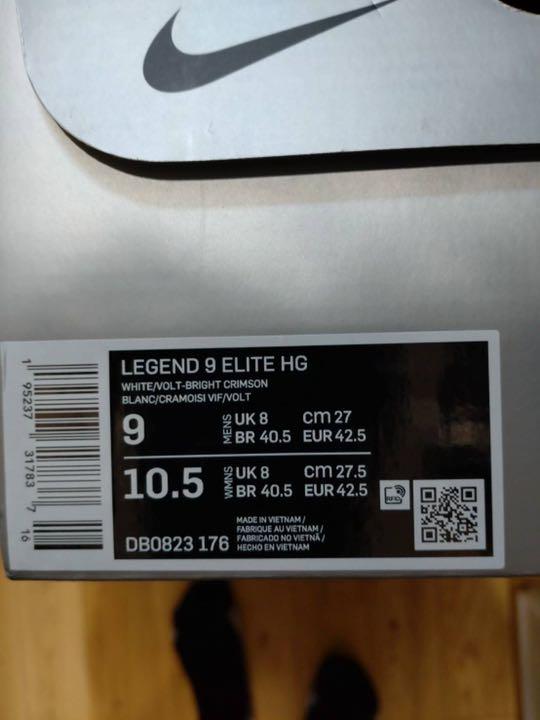 LEGEND 9 ELITE HG
WHITE/VOLT-BRIGHT CRIMSON
BLANC/CRAMOISI VIF/VOLT
9 MENS UK 8 CM 27
BR 40.5 EUR 42.5
10.5 WMNS UK 8 CM 27.5
BR 40.5 EUR 42.5
RFID
MADE IN VIETNAM /
FABRIQUE AU VIETNAM /
FABRICADO NO VIETNÃ /
HECHO EN VIETNAM
DB0823 176
1 95237 31783 7 16